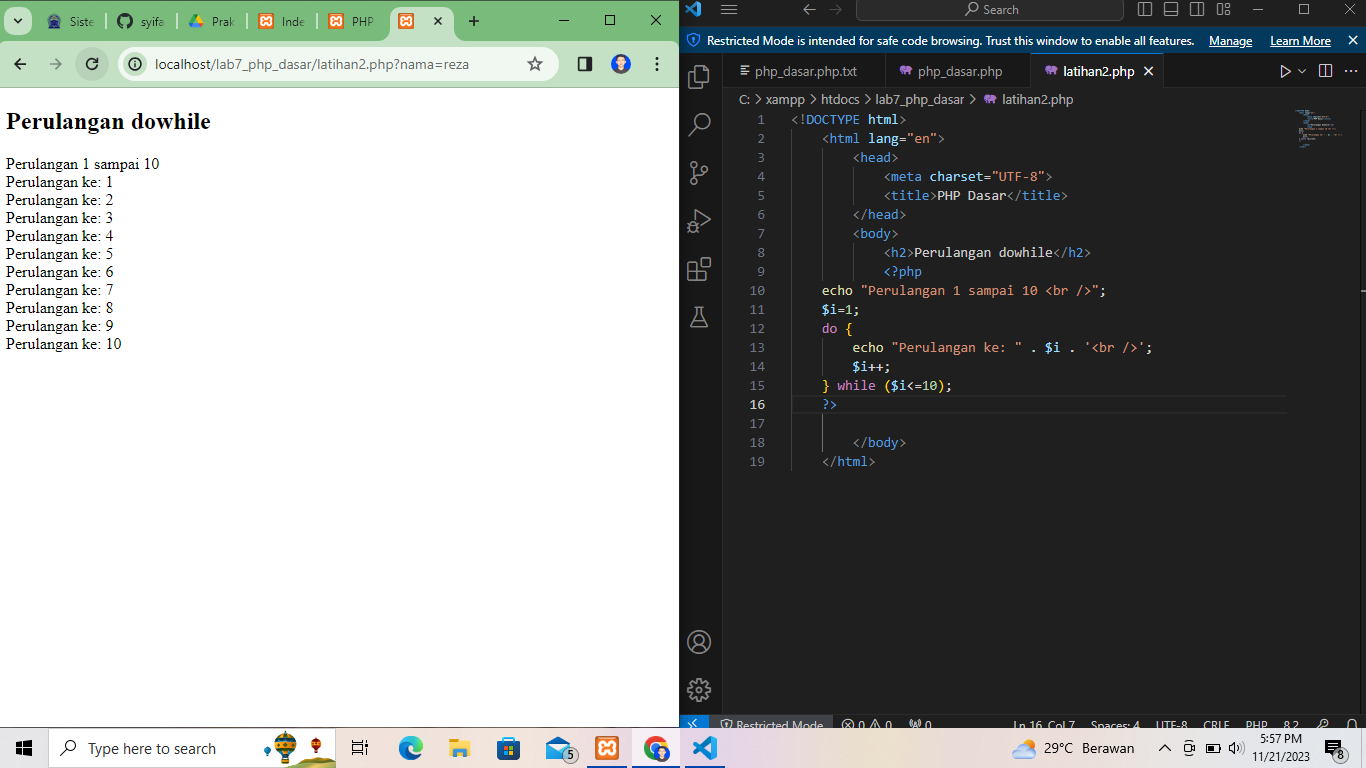 Siste
syifa
Prak
Inde
PHP
localhost/lab7_php_dasar/latihan2.php?nama=reza
Perulangan dowhile
Perulangan 1 sampai 10
Perulangan ke: 1
Perulangan ke: 2
Perulangan ke: 3
Perulangan ke: 4
Perulangan ke: 5
Perulangan ke: 6
Perulangan ke: 7
Perulangan ke: 8
Perulangan ke: 9
Perulangan ke: 10
Search
Restricted Mode is intended for safe code browsing. Trust this window to enable all features. Manage Learn More
php_dasar.php.txt
php_dasar.php
latihan2.php
C: > xampp > htdocs > lab7_php_dasar > latihan2.php
1 <!DOCTYPE html>
2 <html lang="en">
3 <head>
4 <meta charset="UTF-8">
5 <title>PHP Dasar</title>
6 </head>
7 <body>
8 <h2>Perulangan dowhile</h2>
9 <?php
10 echo "Perulangan 1 sampai 10 <br />";
11 $i=1;
12 do {
13 echo "Perulangan ke: " . $i . '<br />';
14 $i++;
15 } while ($i<=10);
16 ?>
17
18 </body>
19 </html>
Restricted Mode 0 0 0 Ln 16, Col 7 Spaces: 4 UTF-8 CRLF PHP 8.2
Type here to search
5
29°C Berawan
5:57 PM
11/21/2023
8